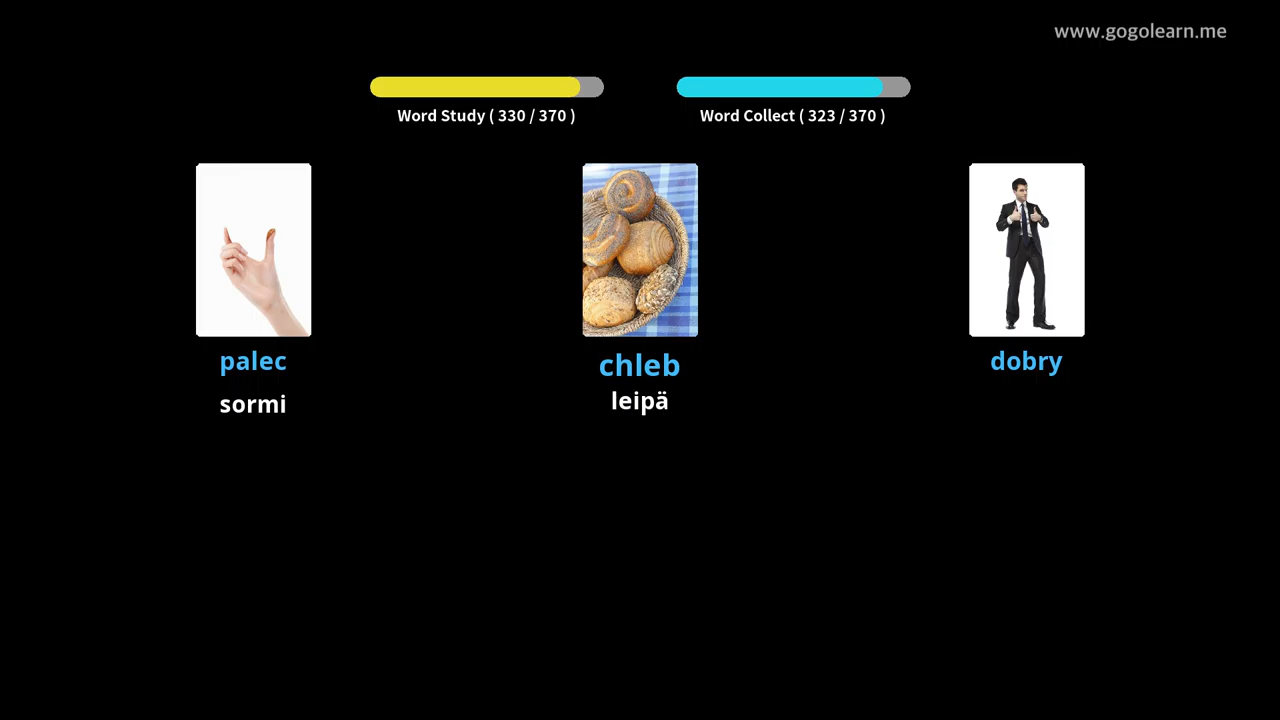 www.gogolearn.me
Word Study ( 330 / 370 )
Word Collect ( 323 / 370 )
palec
sormi
chleb
leipä
dobry